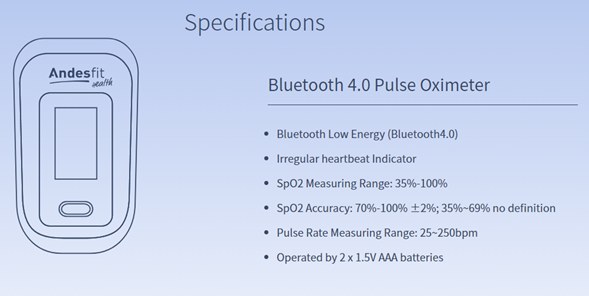 Specifications
Andesfit
Health
Bluetooth 4.0 Pulse Oximeter
Bluetooth Low Energy (Bluetooth4.0)
Irregular heartbeat Indicator
SpO2 Measuring Range: 35%-100%
SpO2 Accuracy: 70%-100% ±2%; 35%~69% no definition
Pulse Rate Measuring Range: 25~250bpm
Operated by 2 x 1.5V AAA batteries